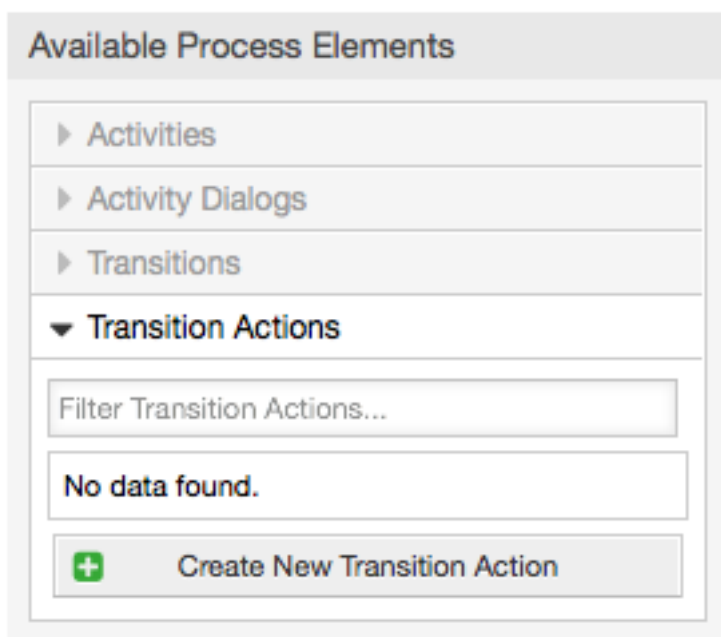 Available Process Elements
Activities
Activity Dialogs
Transitions
Transition Actions
Filter Transition Actions...
No data found.
Create New Transition Action